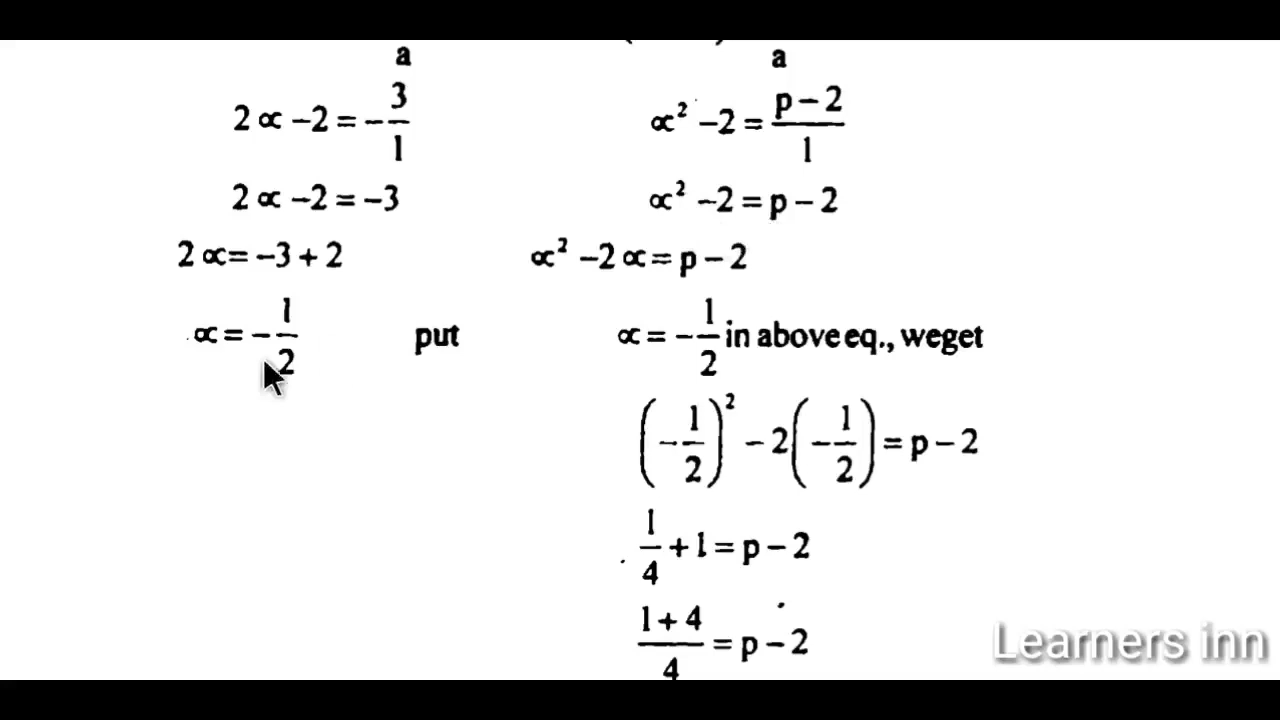 a a
2 ∝ −2 = −3/1 ∝² −2 = p − 2/1
2 ∝ −2 = −3 ∝² −2 = p − 2
2 ∝= −3 + 2 ∝² −2 ∝ = p − 2
∝ = −1/2 put ∝ = −1/2 in above eq., weget
(−1/2)² − 2(−1/2) = p − 2
1/4 + 1 = p − 2
1 + 4/4 = p − 2
Learners inn